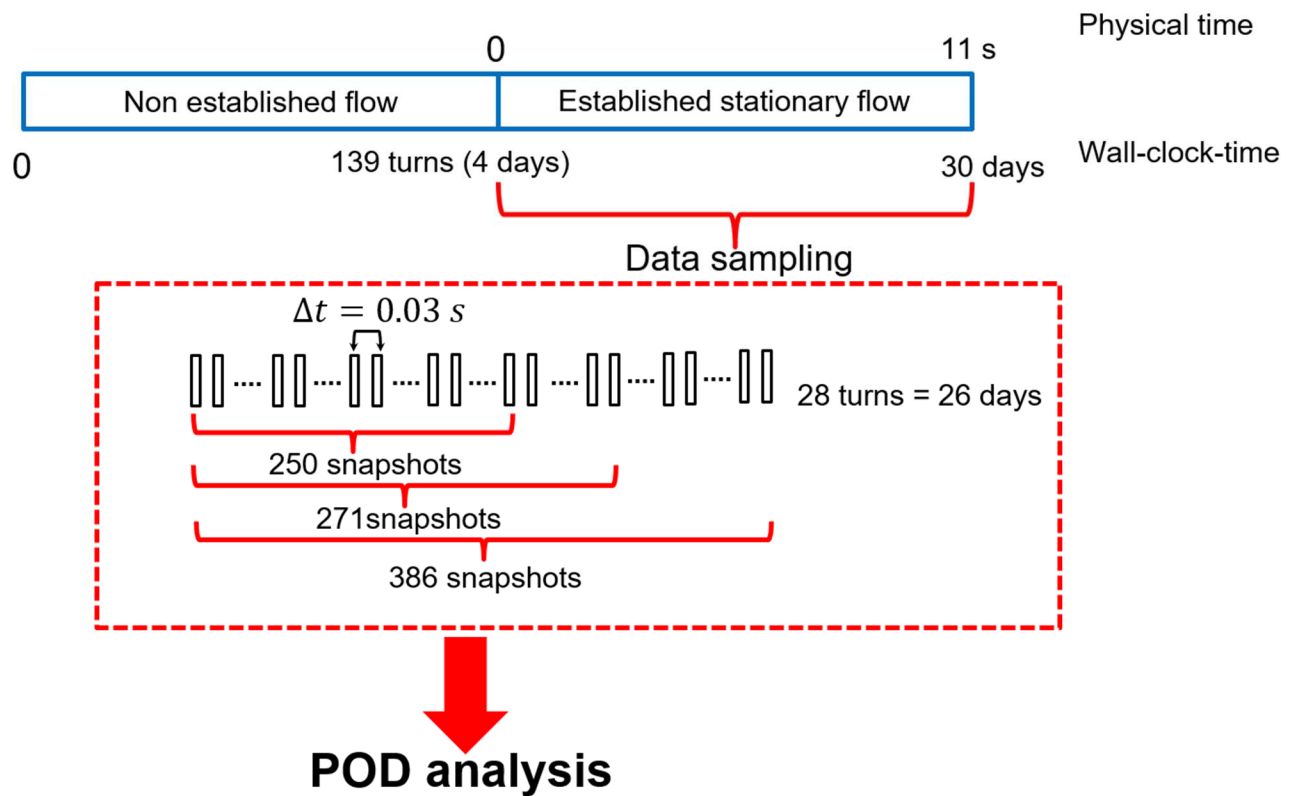 Physical time
0
11 s
Non established flow
Established stationary flow
0
139 turns (4 days)
30 days
Wall-clock-time
Data sampling
Δt = 0.03 s
.... .... .... .... .... .... ....
28 turns = 26 days
250 snapshots
271snapshots
386 snapshots
POD analysis